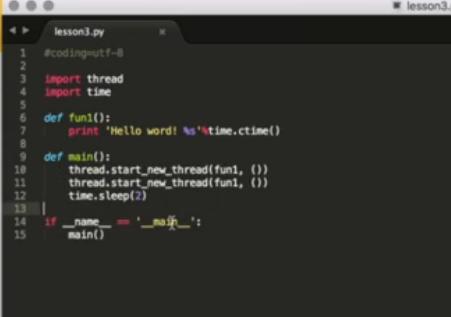 lesson3.
lesson3.py ×
1 #coding=utf-8
2
3 import thread
4 import time
5
6 def fun1():
7 print 'Hello word! %s'%time.ctime()
8
9 def main():
10 thread.start_new_thread(fun1, ())
11 thread.start_new_thread(fun1, ())
12 time.sleep(2)
13
14 if __name__ == '__main__':
15 main()